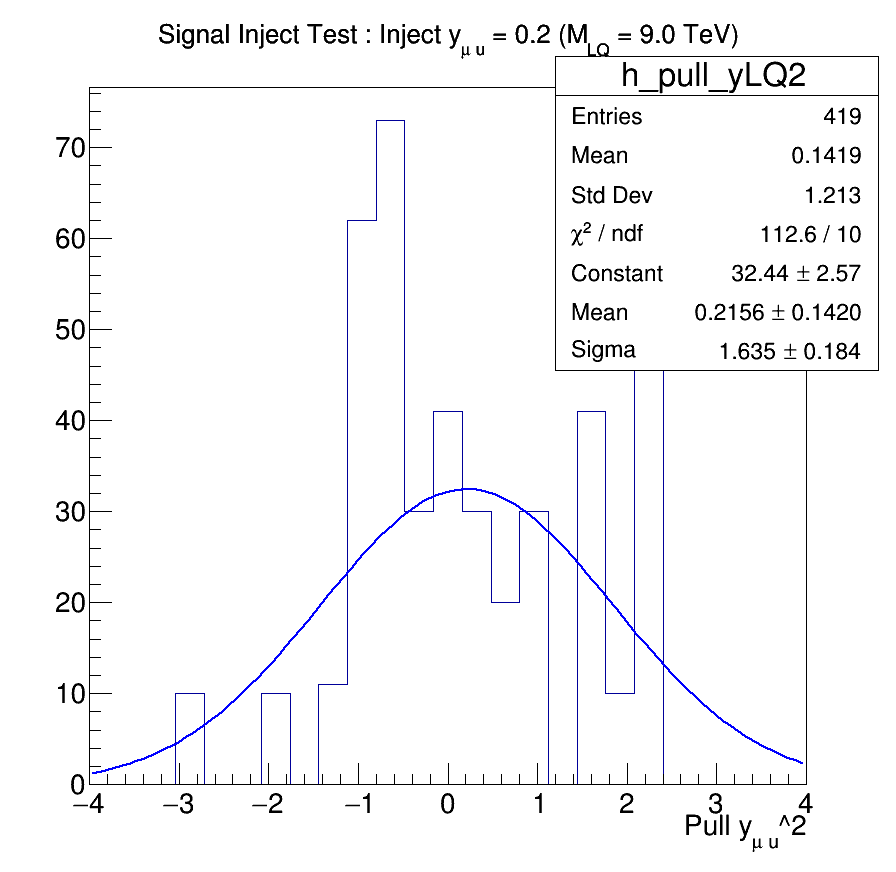 Signal Inject Test : Inject y_μ u = 0.2 (M_LQ = 9.0 TeV)
h_pull_yLQ2
Entries 419
Mean 0.1419
Std Dev 1.213
χ² / ndf 112.6 / 10
Constant 32.44 ± 2.57
Mean 0.2156 ± 0.1420
Sigma 1.635 ± 0.184
70
60
50
40
30
20
10
0
−4 −3 −2 −1 0 1 2 3 4
Pull y_μ u^2